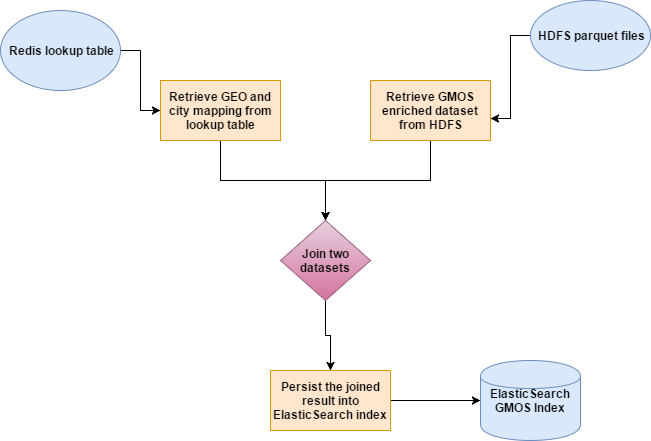 Redis lookup table
HDFS parquet files
Retrieve GEO and
city mapping from
lookup table
Retrieve GMOS
enriched dataset
from HDFS
Join two
datasets
Persist the joined
result into
ElasticSearch index
ElasticSearch
GMOS Index